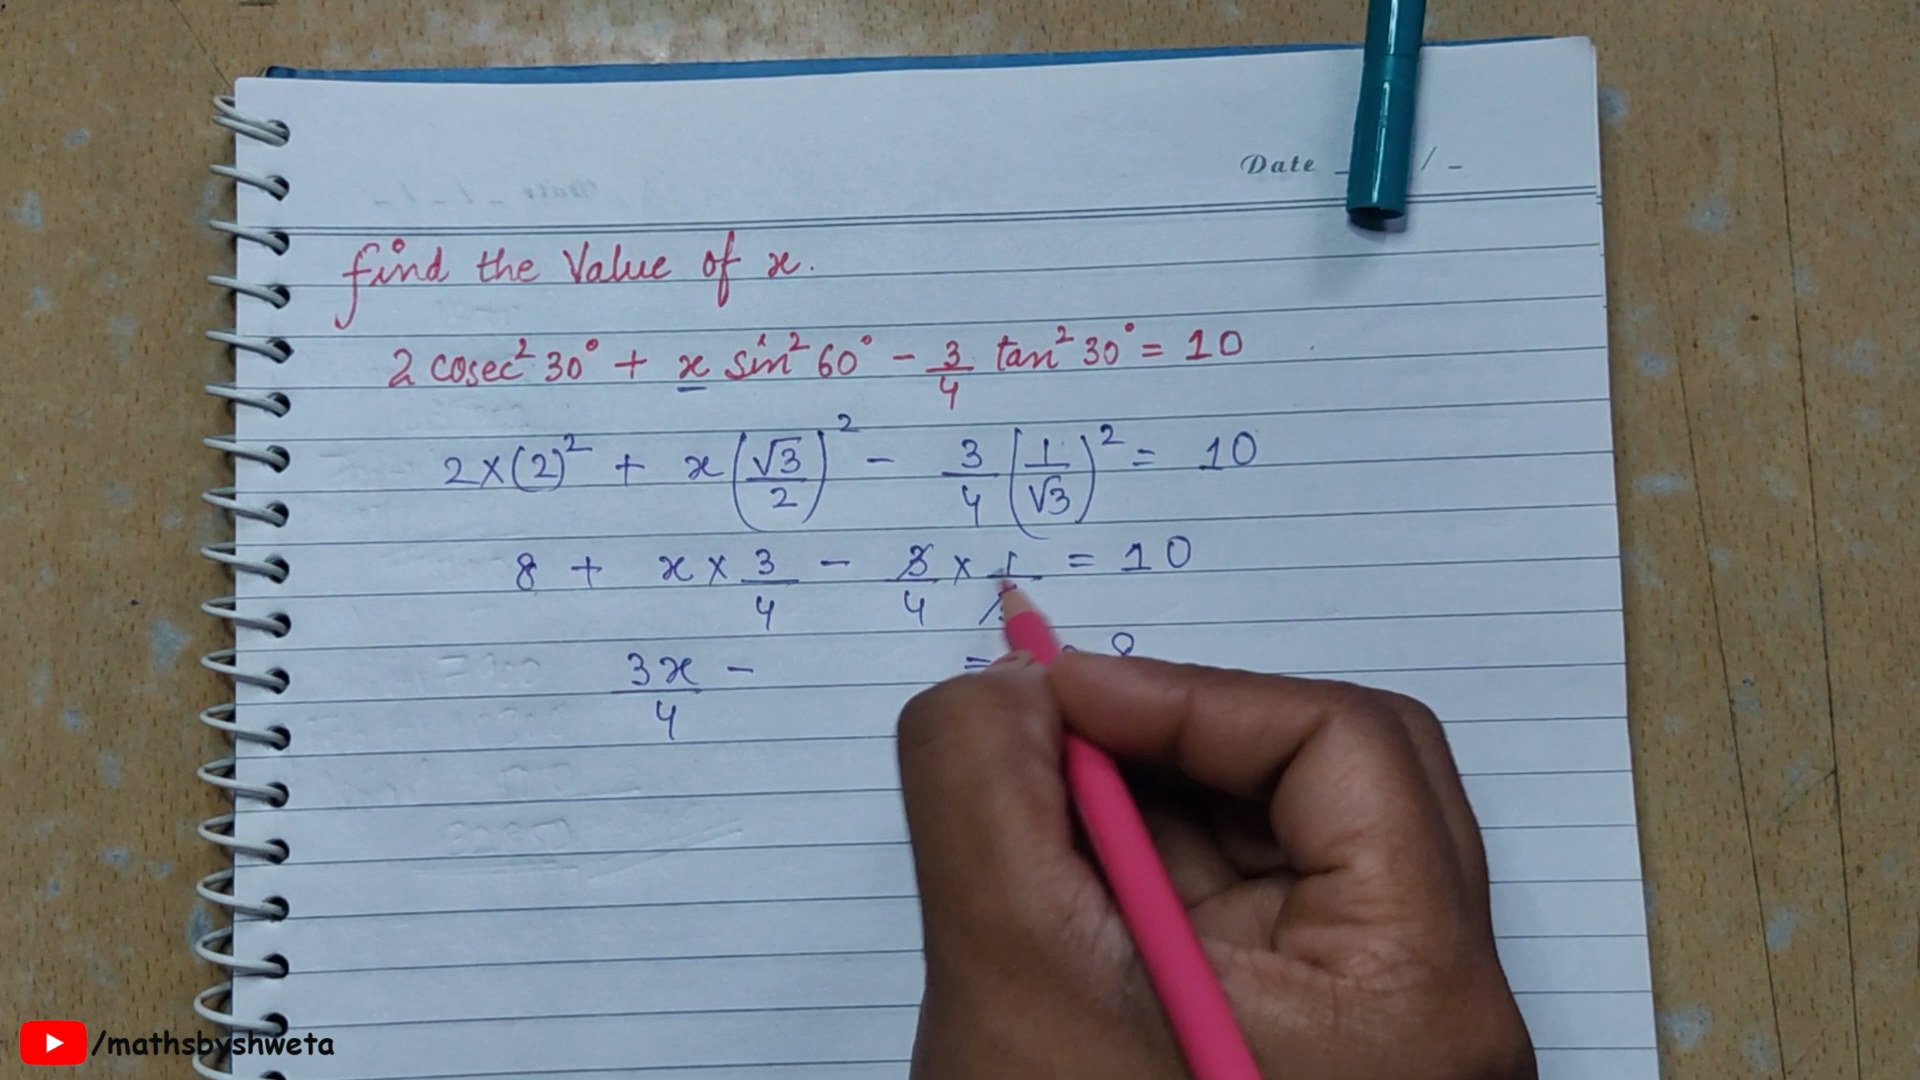 Date _ / _
find the Value of x.
2 cosec² 30° + x sin² 60° - 3/4 tan² 30° = 10
2 × (2)² + x (√3/2)² - 3/4 (1/√3)² = 10
8 + x × 3/4 - 3/4 × 1/3 = 10
3x/4 - = 8
/mathsbyshweta